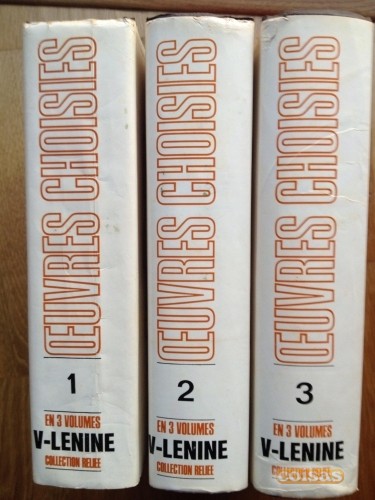 ŒUVRES CHOISIES
1
EN 3 VOLUMES
V-LENINE
COLLECTION RELIÉE
ŒUVRES CHOISIES
2
EN 3 VOLUMES
V-LENINE
COLLECTION RELIÉE
ŒUVRES CHOISIES
3
EN 3 VOLUMES
V-LENINE
COLLECTION
coisas